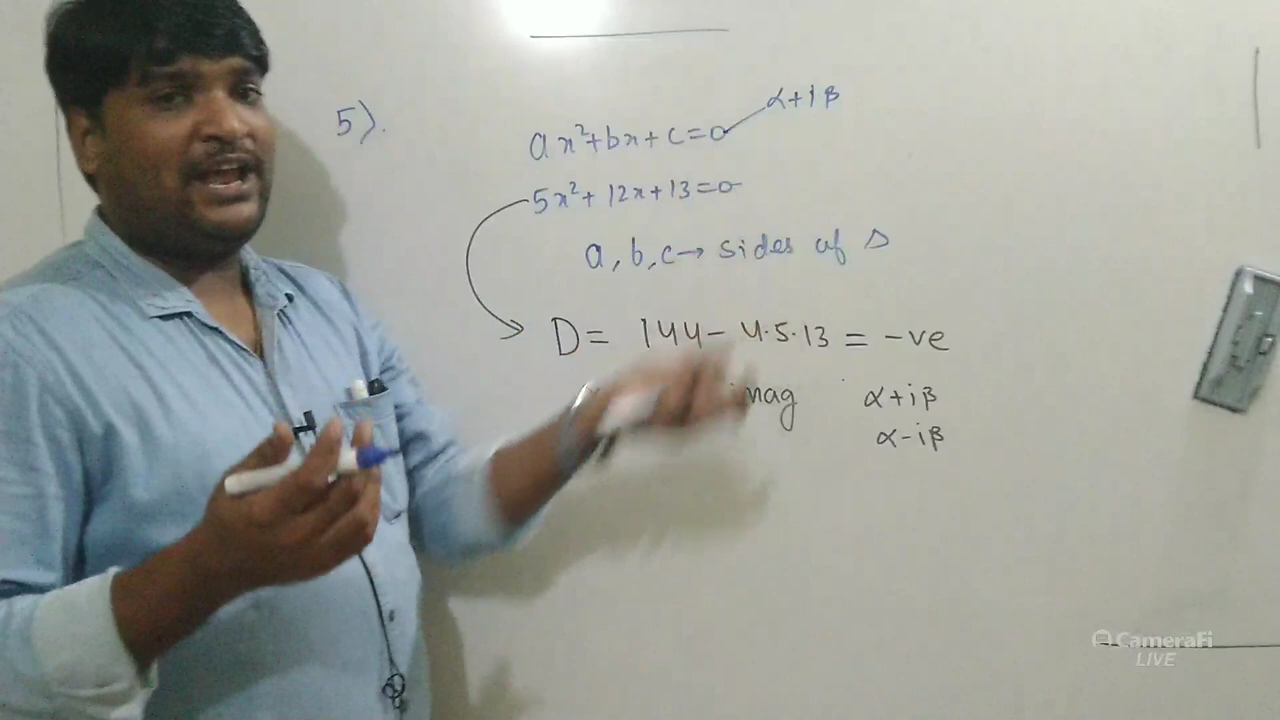 5).
α+iβ
ax²+bx+c=0
5x²+12x+13=0
a,b,c→ sides of Δ
D= 144-4·5·13 = -ve
imag α+iβ
α-iβ
CameraFi
LIVE